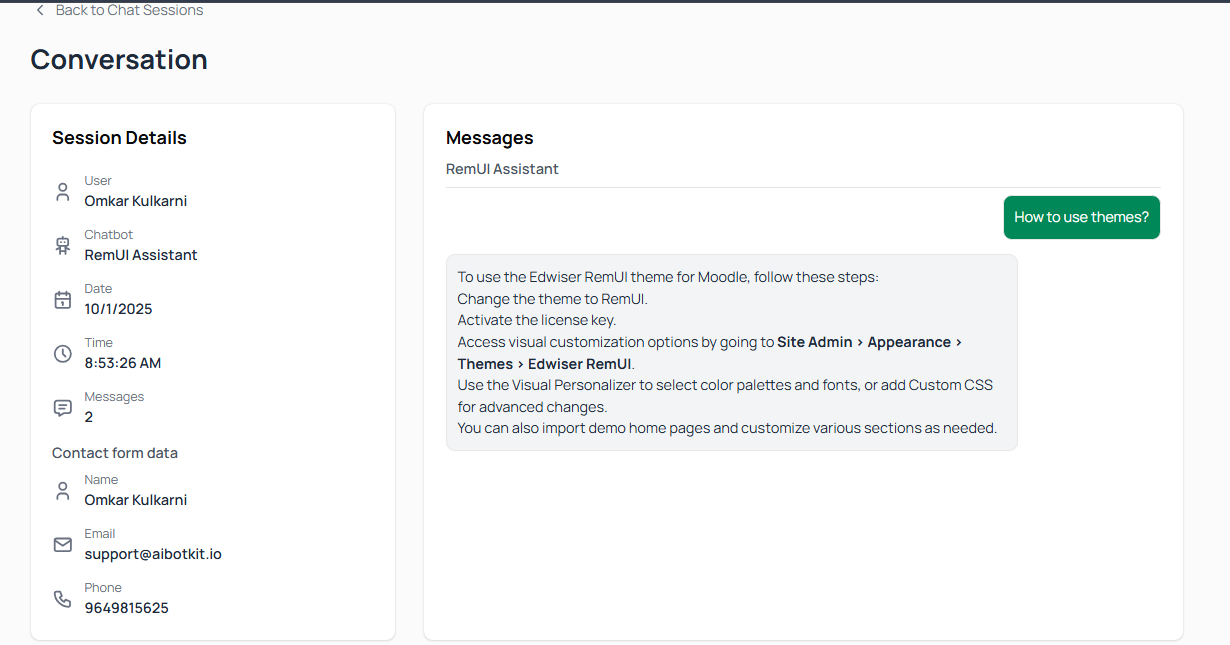 Back to Chat Sessions
Conversation
Session Details
User
Omkar Kulkarni
Chatbot
RemUI Assistant
Date
10/1/2025
Time
8:53:26 AM
Messages
2
Contact form data
Name
Omkar Kulkarni
Email
support@aibotkit.io
Phone
9649815625
Messages
RemUI Assistant
How to use themes?
To use the Edwiser RemUI theme for Moodle, follow these steps:
Change the theme to RemUI.
Activate the license key.
Access visual customization options by going to Site Admin > Appearance >
Themes > Edwiser RemUI.
Use the Visual Personalizer to select color palettes and fonts, or add Custom CSS
for advanced changes.
You can also import demo home pages and customize various sections as needed.